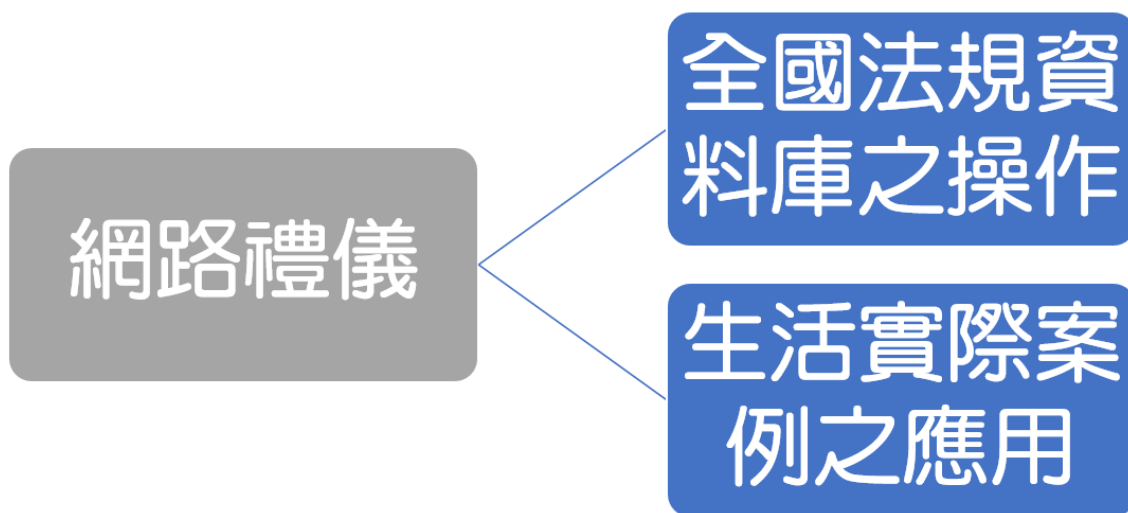 網路禮儀
全國法規資
料庫之操作
生活實際案
例之應用